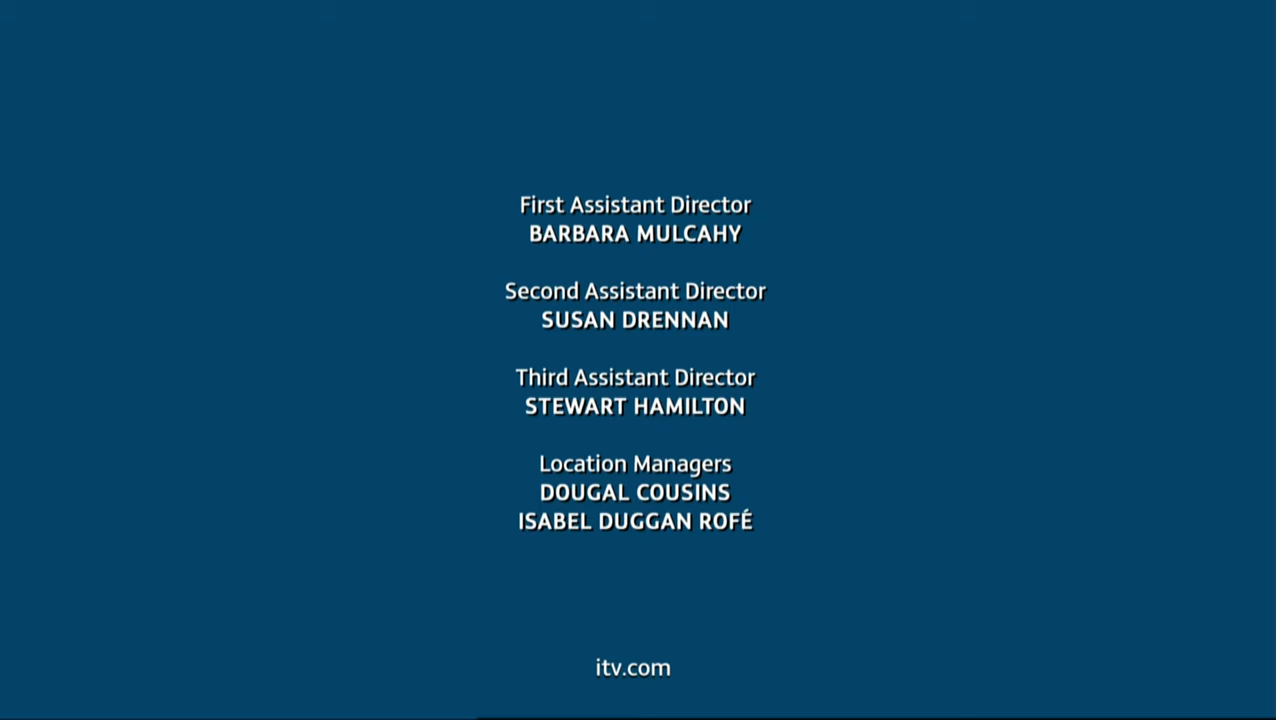 First Assistant Director
BARBARA MULCAHY
Second Assistant Director
SUSAN DRENNAN
Third Assistant Director
STEWART HAMILTON
Location Managers
DOUGAL COUSINS
ISABEL DUGGAN ROFÉ
itv.com